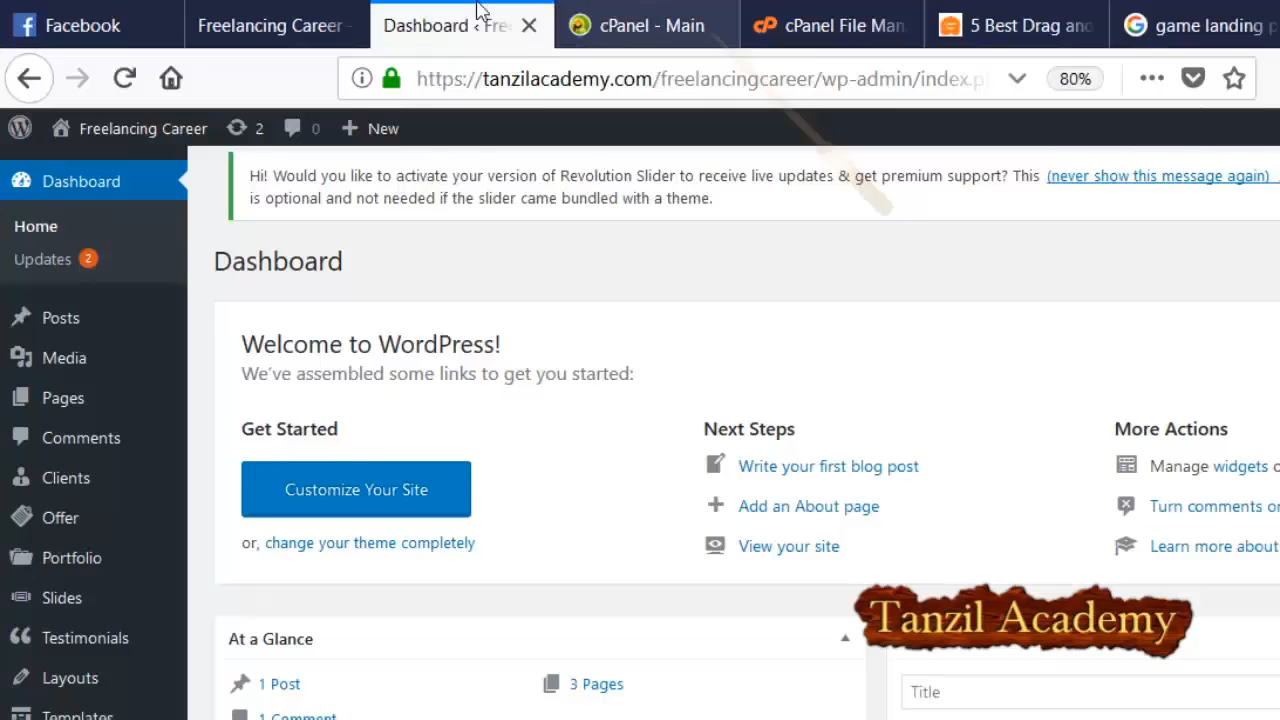 Facebook
Freelancing Career -
Dashboard ‹ Free
cPanel - Main
cPanel File Man
5 Best Drag and
game landing p
https://tanzilacademy.com/freelancingcareer/wp-admin/index.p
80%
Freelancing Career
2
0
New
Dashboard
Home
Updates 2
Posts
Media
Pages
Comments
Clients
Offer
Portfolio
Slides
Testimonials
Layouts
Templates
Hi! Would you like to activate your version of Revolution Slider to receive live updates & get premium support? This (never show this message again)
is optional and not needed if the slider came bundled with a theme.
Dashboard
Welcome to WordPress!
We've assembled some links to get you started:
Get Started
Customize Your Site
or, change your theme completely
Next Steps
Write your first blog post
Add an About page
View your site
More Actions
Manage widgets o
Turn comments or
Learn more about
Tanzil Academy
At a Glance
1 Post
3 Pages
1 Comment
Title